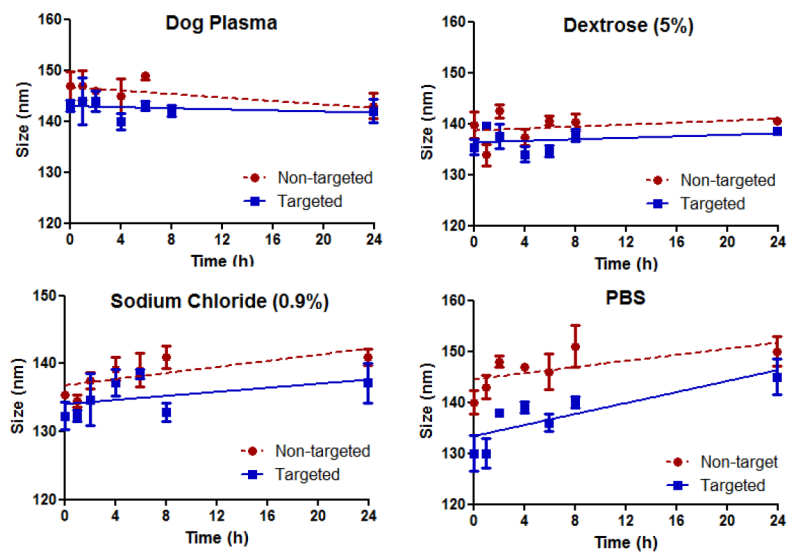 Dog Plasma
160
150
140
130
120
Size (nm)
0 4 8 12 16 20 24
Time (h)
Non-targeted
Targeted
Dextrose (5%)
160
150
140
130
120
Size (nm)
0 4 8 12 16 20 24
Time (h)
Non-targeted
Targeted
Sodium Chloride (0.9%)
150
140
130
120
Size (nm)
0 4 8 12 16 20 24
Time (h)
Non-targeted
Targeted
PBS
160
150
140
130
120
Size (nm)
0 4 8 12 16 20 24
Time (h)
Non-target
Targeted